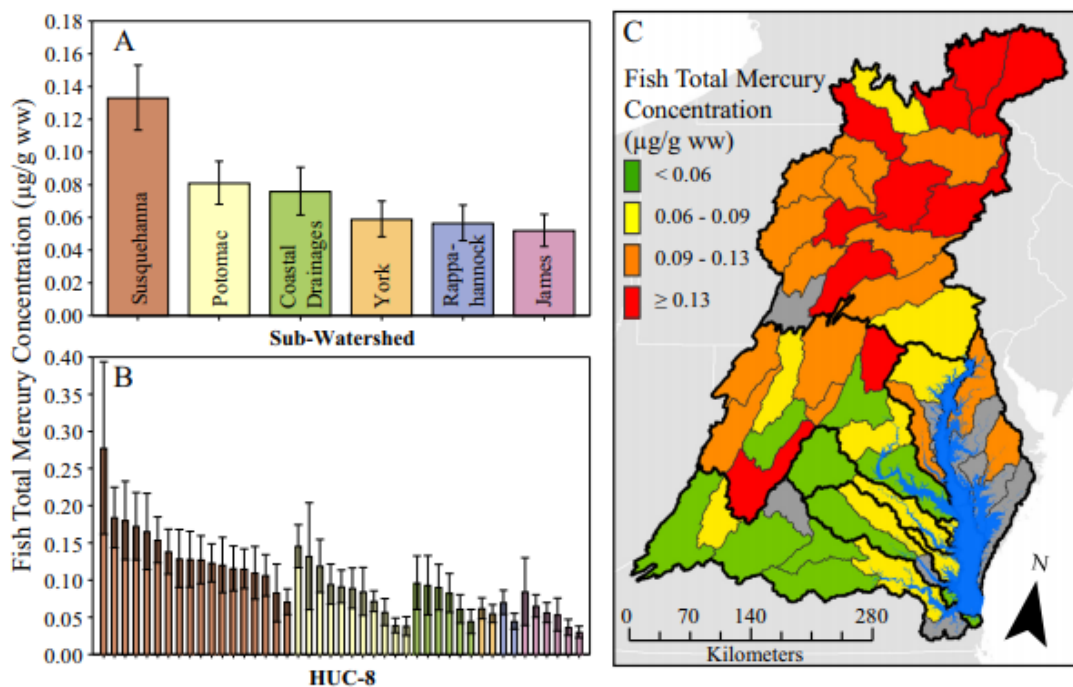 Fish Total Mercury Concentration (µg/g ww)
A
0.18
0.16
0.14
0.12
0.10
0.08
0.06
0.04
0.02
0.00
Susquehanna
Potomac
Coastal
Drainages
York
Rappa-
hannock
James
Sub-Watershed
B
0.40
0.35
0.30
0.25
0.20
0.15
0.10
0.05
0.00
HUC-8
C
Fish Total Mercury
Concentration
(µg/g ww)
< 0.06
0.06 - 0.09
0.09 - 0.13
≥ 0.13
N
0 70 140 280
Kilometers